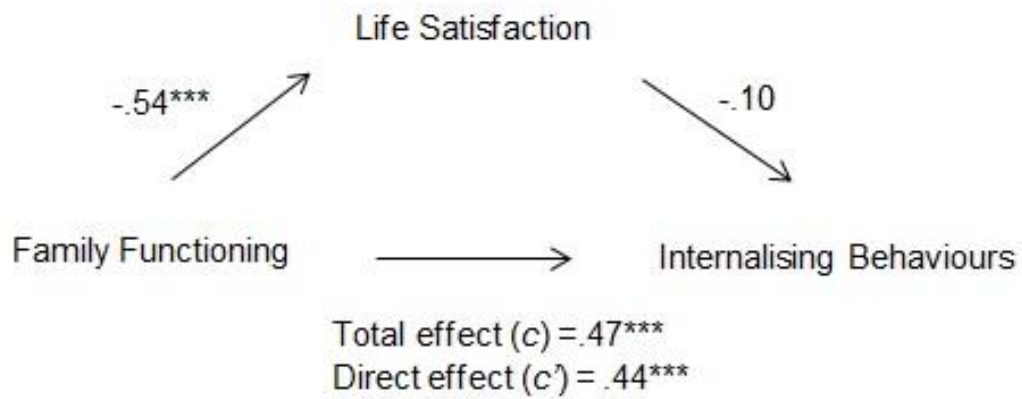 Life Satisfaction
-.54***
-.10
Family Functioning
Internalising Behaviours
Total effect (c) =.47***
Direct effect (c’) = .44***